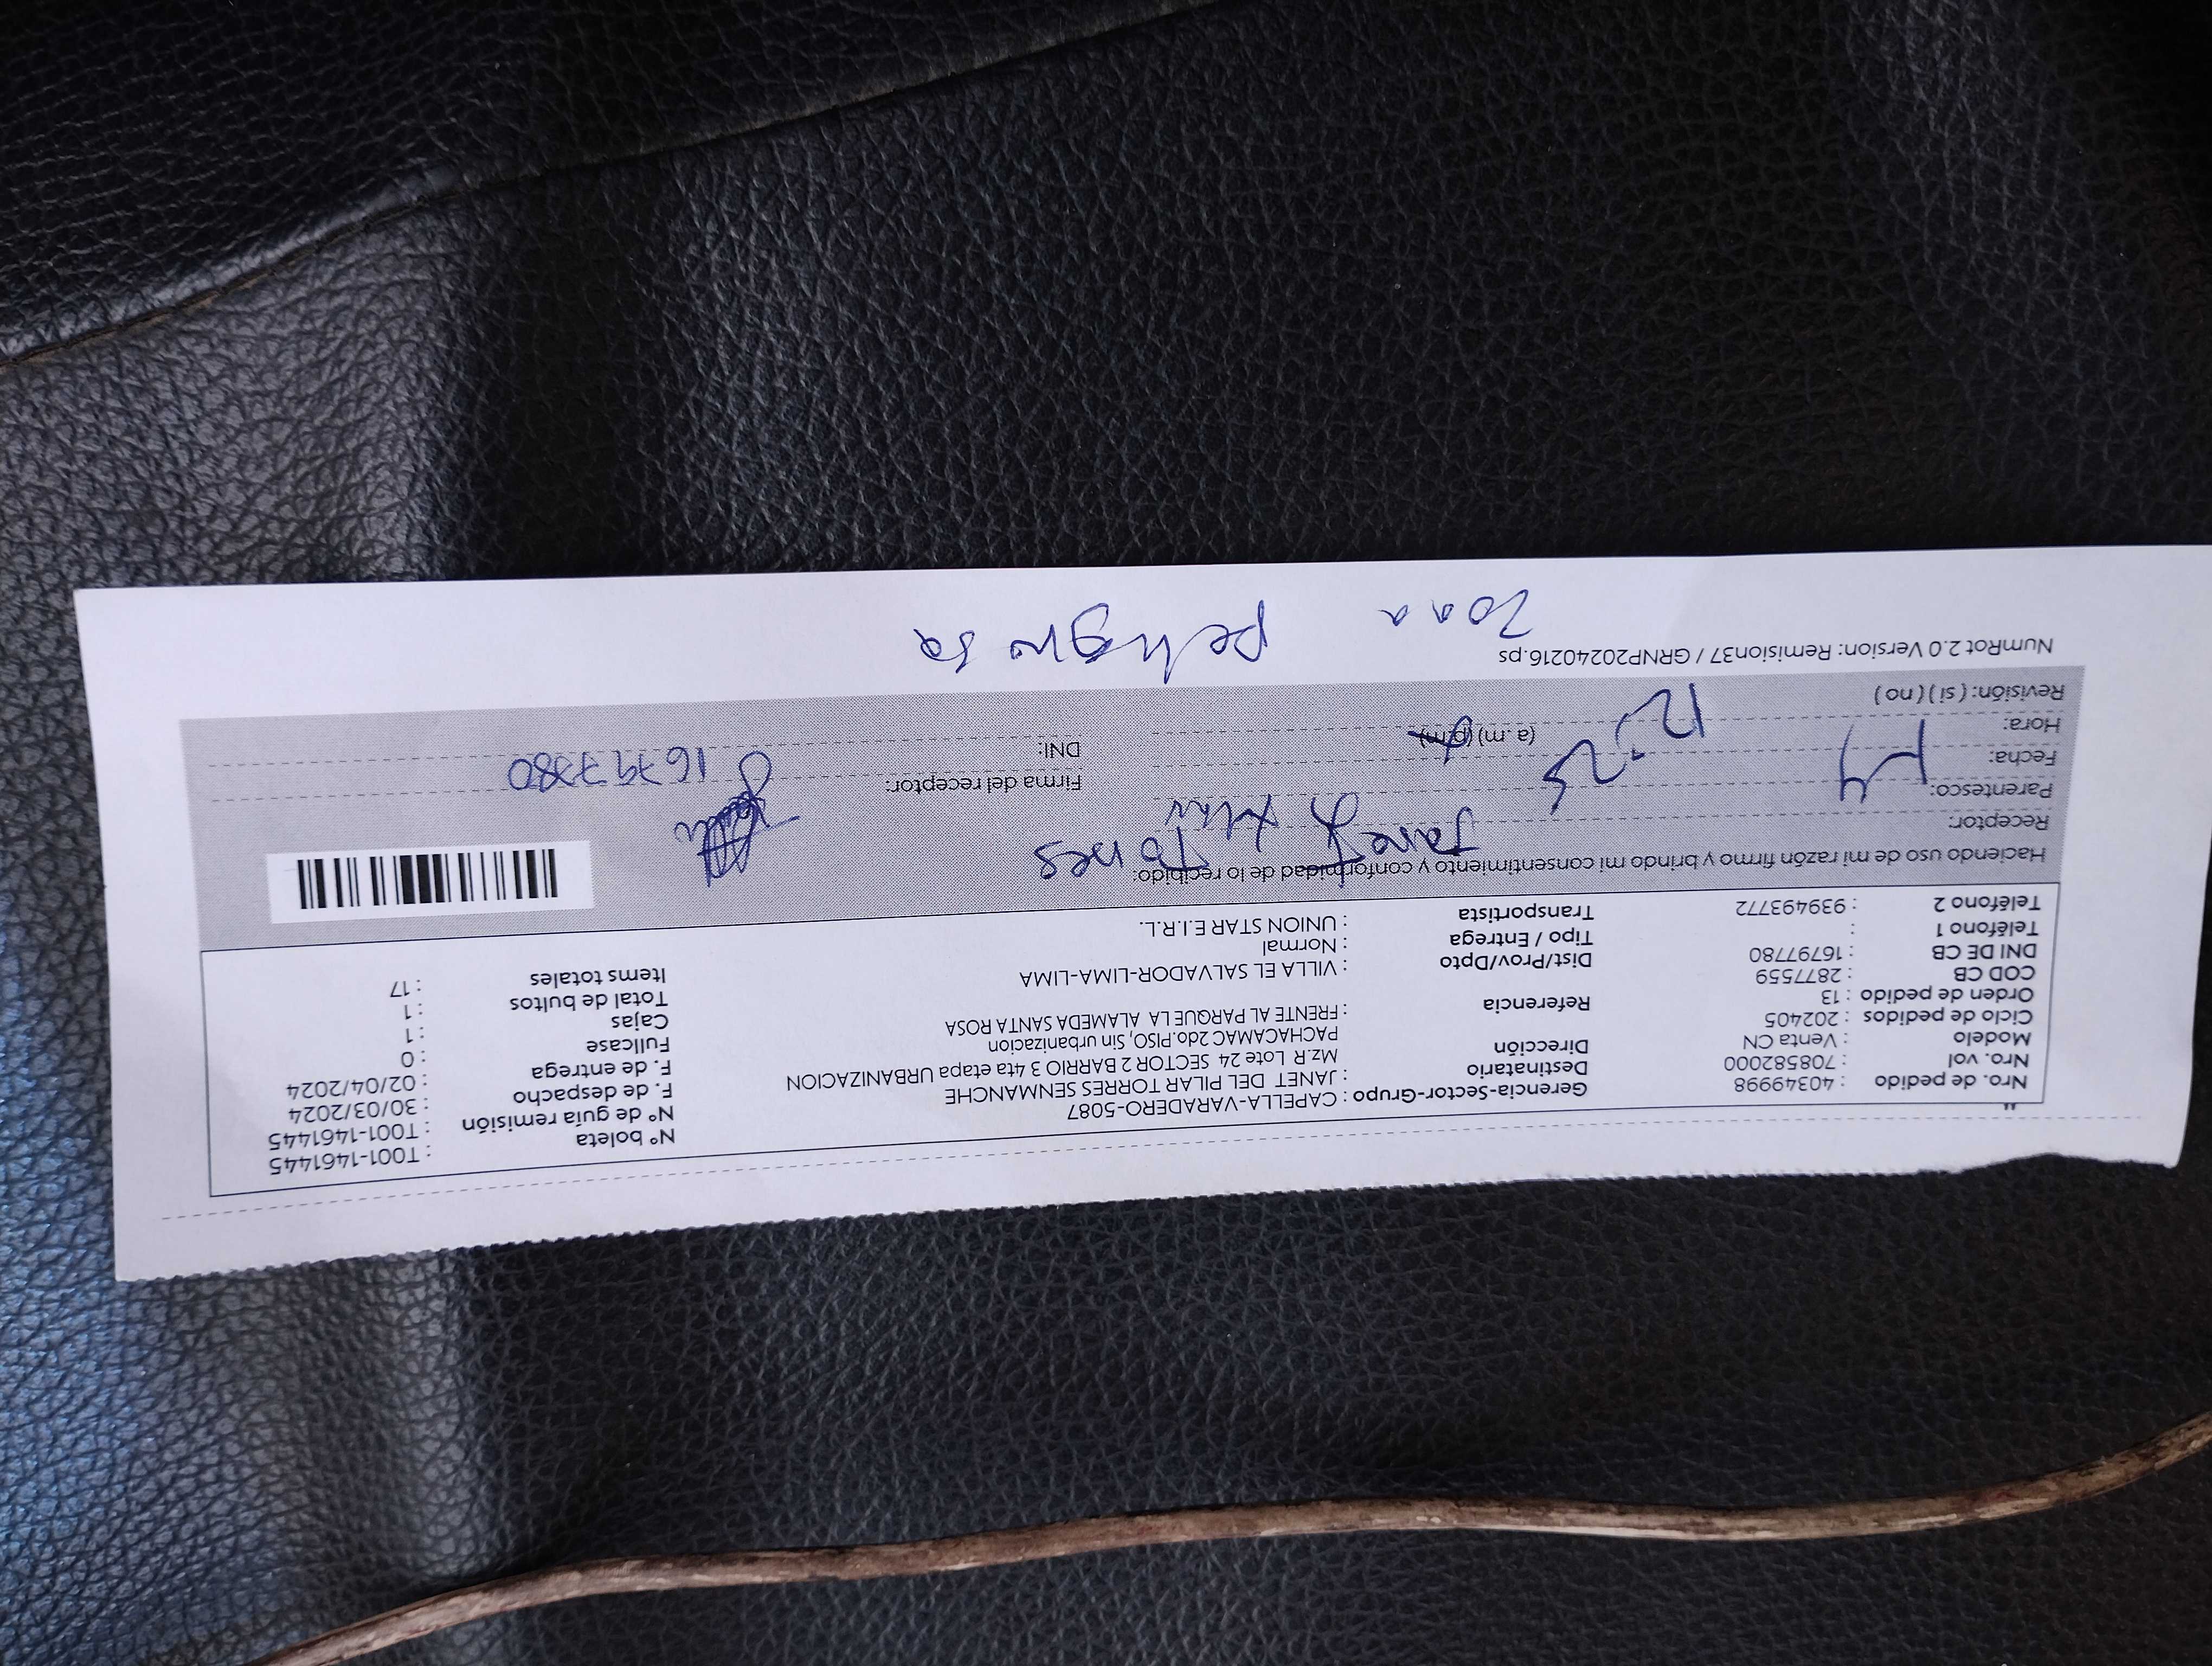 Nro. de pedido : 40349998
Nro. vol : 708582000
Modelo : Venta CN
Ciclo de pedidos : 202405
Orden de pedido : 13
COD CB : 2877559
DNI DE CB : 16797780
Teléfono 1 :
Teléfono 2 : 939493772
Gerencia-Sector-Grupo : CAPELLA-VARADERO-5087
Destinatario : JANET DEL PILAR TORRES SENMANCHE
Dirección Mz.R Lote 24 SECTOR 2 BARRIO 3 4ta etapa URBANIZACION
PACHACAMAC 2do.PISO, Sin urbanizacion
Referencia : FRENTE AL PARQUE LA ALAMEDA SANTA ROSA
Dist/Prov/Dpto : VILLA EL SALVADOR-LIMA-LIMA
Tipo / Entrega : Normal
Transportista : UNION STAR E.I.R.L.
Nº boleta : T001-1461445
Nº de guía remisión : T001-1461445
F. de despacho : 30/03/2024
F. de entrega : 02/04/2024
Fullcase : 0
Cajas : 1
Total de bultos : 1
Items totales : 17
Haciendo uso de mi razón firmo y brindo mi consentimiento y conformidad de lo recibido:
Receptor: Janet Torres
Parentesco:
Fecha:
Hora: 12:25 (a. m) (p.m)
Revisión: ( si ) ( no )
Firma del receptor:
DNI: 16797780
NumRot 2.0 Version: Remision37 / GRNP20240216.ps
Zona peligrosa